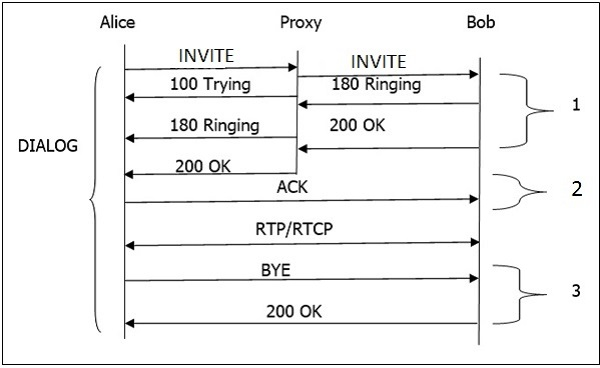 Alice Proxy Bob
INVITE
INVITE
100 Trying
180 Ringing
1
180 Ringing
200 OK
DIALOG
200 OK
ACK
2
RTP/RTCP
BYE
3
200 OK